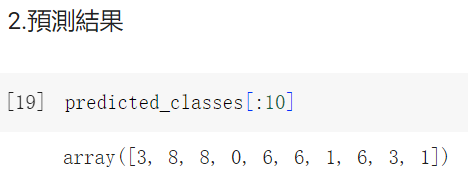 2.預測結果
[19] predicted_classes[:10]
array([3, 8, 8, 0, 6, 6, 1, 6, 3, 1])